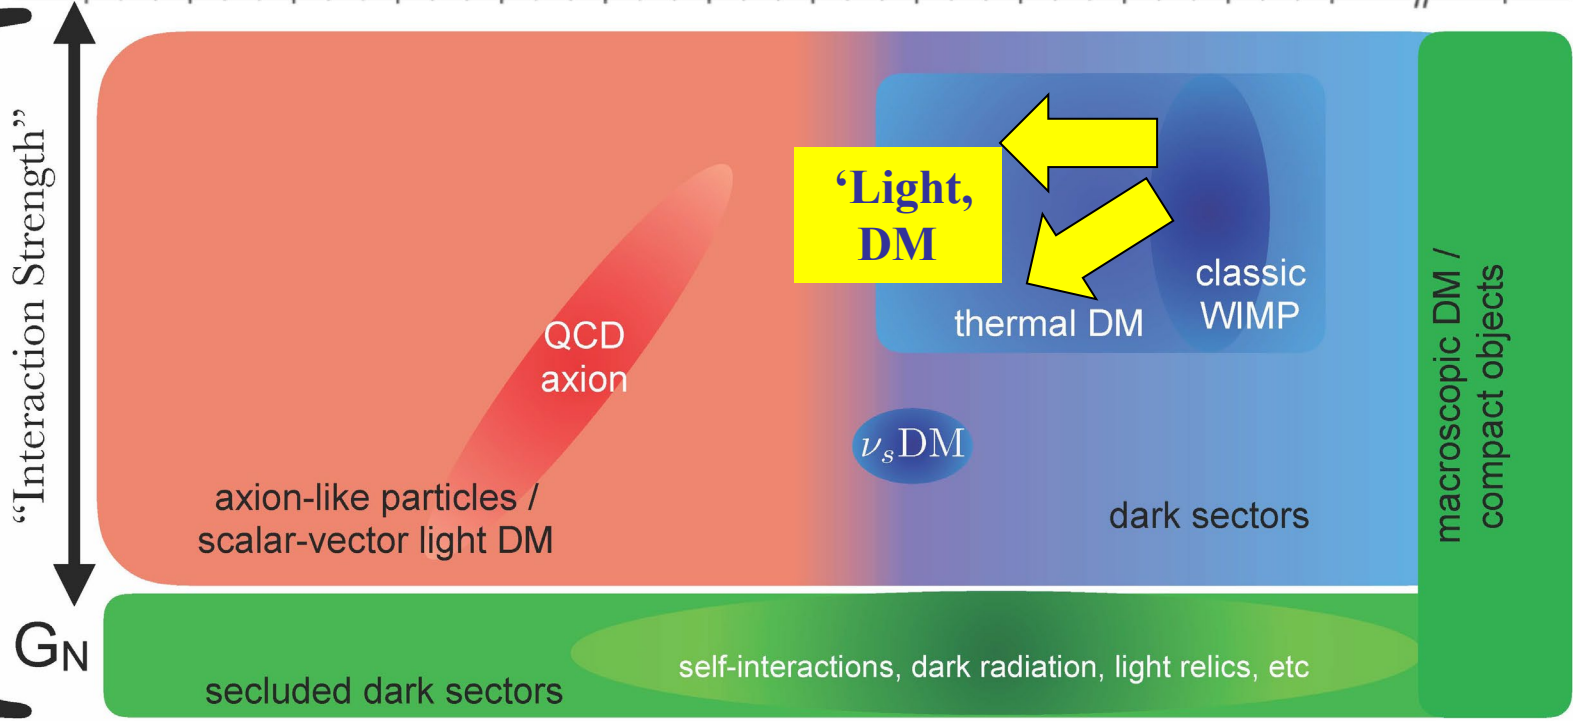 “Interaction Strength”
‘Light,
DM
classic
WIMP
thermal DM
QCD
axion
νsDM
axion-like particles /
scalar-vector light DM
dark sectors
macroscopic DM /
compact objects
GN
self-interactions, dark radiation, light relics, etc
secluded dark sectors